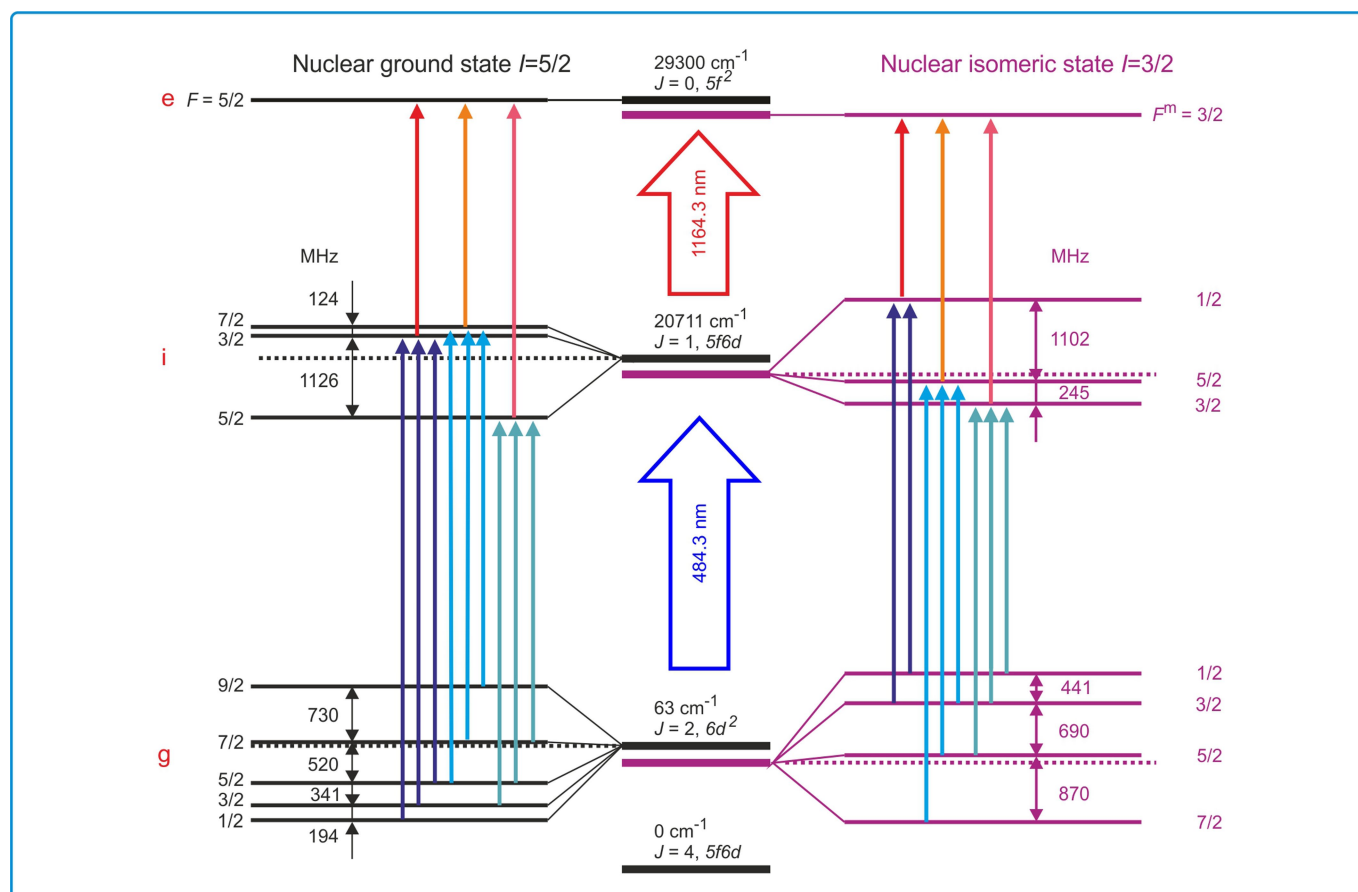 Nuclear ground state I=5/2
29300 cm⁻¹
J = 0, 5f²
Nuclear isomeric state I=3/2
e
F = 5/2
Fᵐ = 3/2
1164.3 nm
MHz
MHz
124
7/2
3/2
1126
5/2
i
20711 cm⁻¹
J = 1, 5f6d
1/2
1102
5/2
245
3/2
484.3 nm
9/2
730
7/2
g
520
5/2
341
3/2
1/2
194
63 cm⁻¹
J = 2, 6d²
1/2
441
3/2
690
5/2
870
7/2
0 cm⁻¹
J = 4, 5f6d